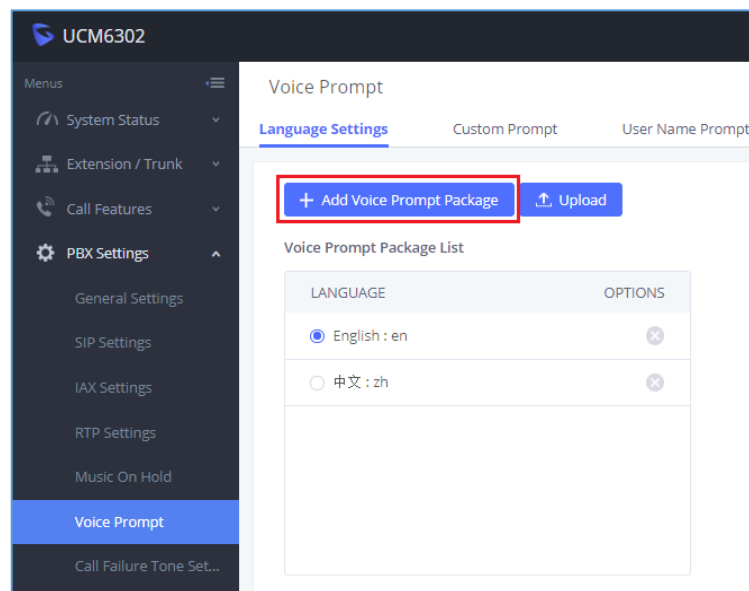 UCM6302
Menus
System Status
Extension / Trunk
Call Features
PBX Settings
General Settings
SIP Settings
IAX Settings
RTP Settings
Music On Hold
Voice Prompt
Call Failure Tone Set...
Voice Prompt
Language Settings Custom Prompt User Name Prompt
+ Add Voice Prompt Package Upload
Voice Prompt Package List
LANGUAGE OPTIONS
English : en
中文 : zh